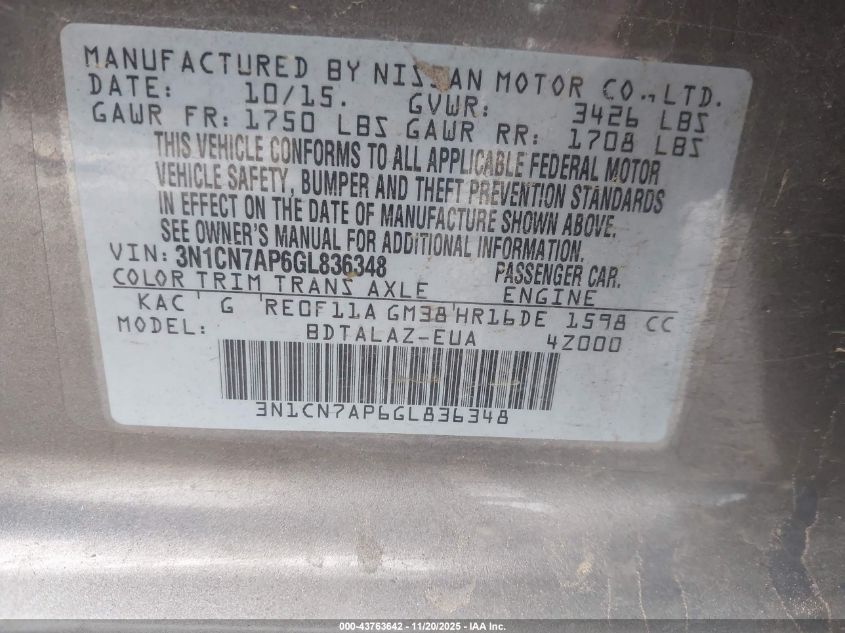 MANUFACTURED BY NISSAN MOTOR CO., LTD.
DATE: 10/15. GVWR: 3426 LBS
GAWR FR: 1750 LBS GAWR RR: 1708 LBS
THIS VEHICLE CONFORMS TO ALL APPLICABLE FEDERAL MOTOR
VEHICLE SAFETY, BUMPER AND THEFT PREVENTION STANDARDS
IN EFFECT ON THE DATE OF MANUFACTURE SHOWN ABOVE.
SEE OWNER'S MANUAL FOR ADDITIONAL INFORMATION.
VIN: 3N1CN7AP6GL836348 PASSENGER CAR.
COLOR TRIM TRANS AXLE ENGINE
KAC ' G 'RE0F11A GM38'HR16DE 1598 CC
MODEL: BDTALAZ-EUA 4Z000
3N1CN7AP6GL836348
000-43763642 — 11/20/2025 — IAA Inc.